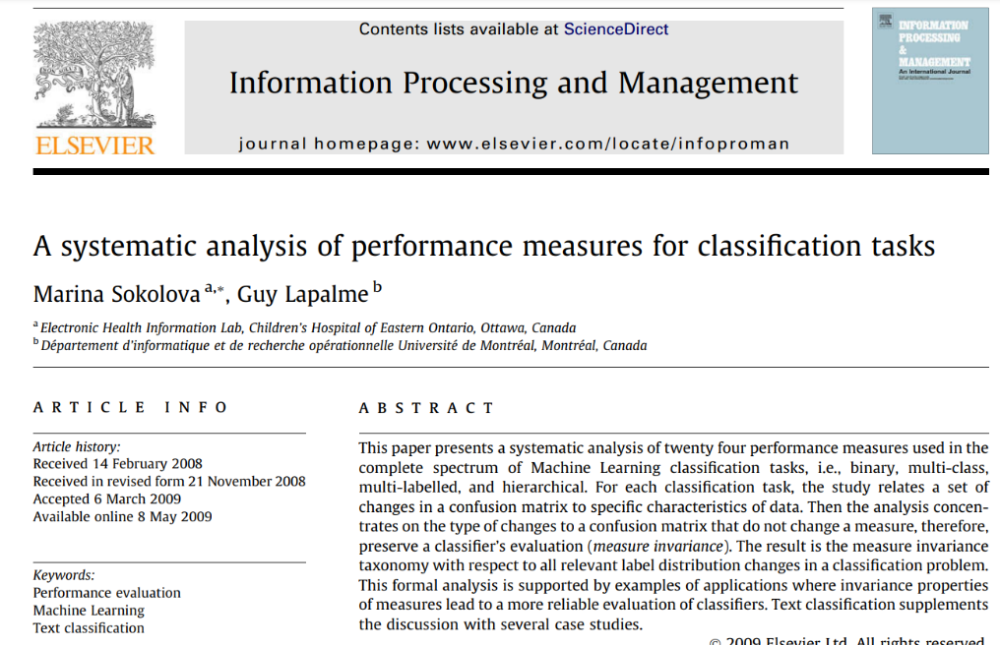 Contents lists available at ScienceDirect
Information Processing and Management
journal homepage: www.elsevier.com/locate/infoproman
ELSEVIER
INFORMATION
PROCESSING
&
MANAGEMENT
An International Journal
A systematic analysis of performance measures for classification tasks
Marina Sokolova a,*, Guy Lapalme b
a Electronic Health Information Lab, Children's Hospital of Eastern Ontario, Ottawa, Canada
b Département d'informatique et de recherche opérationnelle Université de Montréal, Montréal, Canada
ARTICLE INFO
Article history:
Received 14 February 2008
Received in revised form 21 November 2008
Accepted 6 March 2009
Available online 8 May 2009
Keywords:
Performance evaluation
Machine Learning
Text classification
ABSTRACT
This paper presents a systematic analysis of twenty four performance measures used in the
complete spectrum of Machine Learning classification tasks, i.e., binary, multi-class,
multi-labelled, and hierarchical. For each classification task, the study relates a set of
changes in a confusion matrix to specific characteristics of data. Then the analysis concen-
trates on the type of changes to a confusion matrix that do not change a measure, therefore,
preserve a classifier's evaluation (measure invariance). The result is the measure invariance
taxonomy with respect to all relevant label distribution changes in a classification problem.
This formal analysis is supported by examples of applications where invariance properties
of measures lead to a more reliable evaluation of classifiers. Text classification supplements
the discussion with several case studies.
© 2009 Elsevier Ltd. All rights reserved.